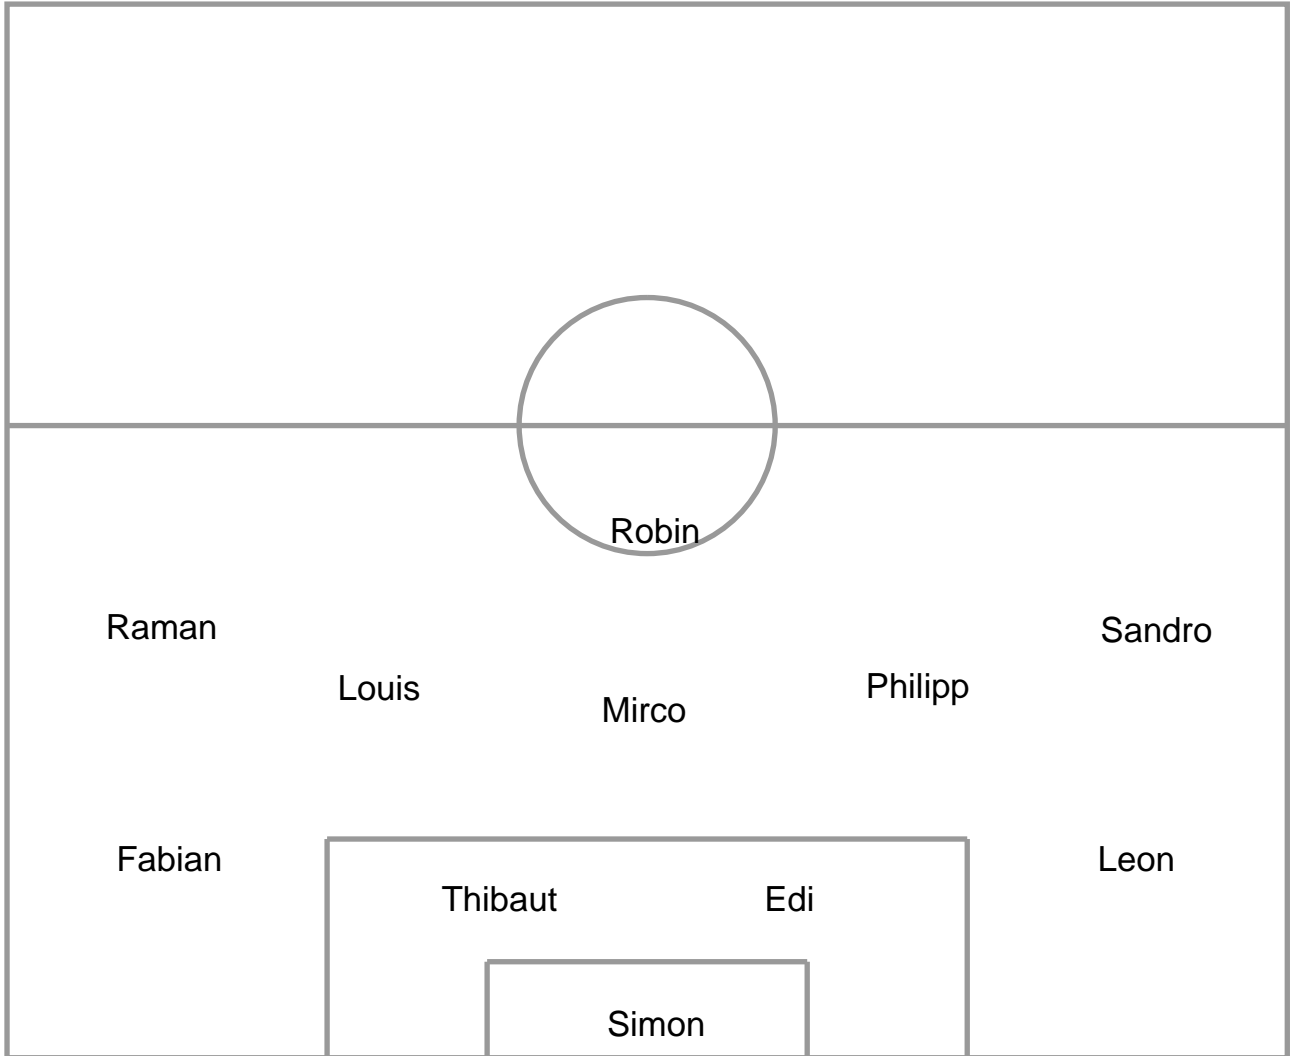 Robin
Raman
Sandro
Louis
Mirco
Philipp
Fabian
Leon
Thibaut
Edi
Simon